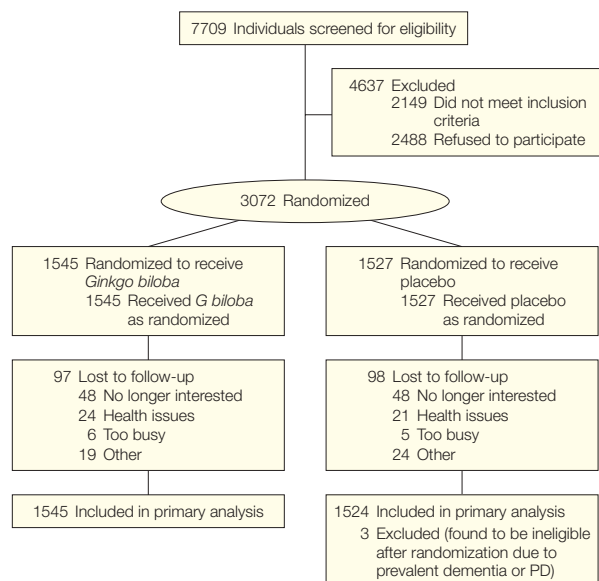 7709 Individuals screened for eligibility
4637 Excluded
2149 Did not meet inclusion
criteria
2488 Refused to participate
3072 Randomized
1545 Randomized to receive
Ginkgo biloba
1545 Received G biloba
as randomized
1527 Randomized to receive
placebo
1527 Received placebo
as randomized
97 Lost to follow-up
48 No longer interested
24 Health issues
6 Too busy
19 Other
98 Lost to follow-up
48 No longer interested
21 Health issues
5 Too busy
24 Other
1545 Included in primary analysis
1524 Included in primary analysis
3 Excluded (found to be ineligible
after randomization due to
prevalent dementia or PD)